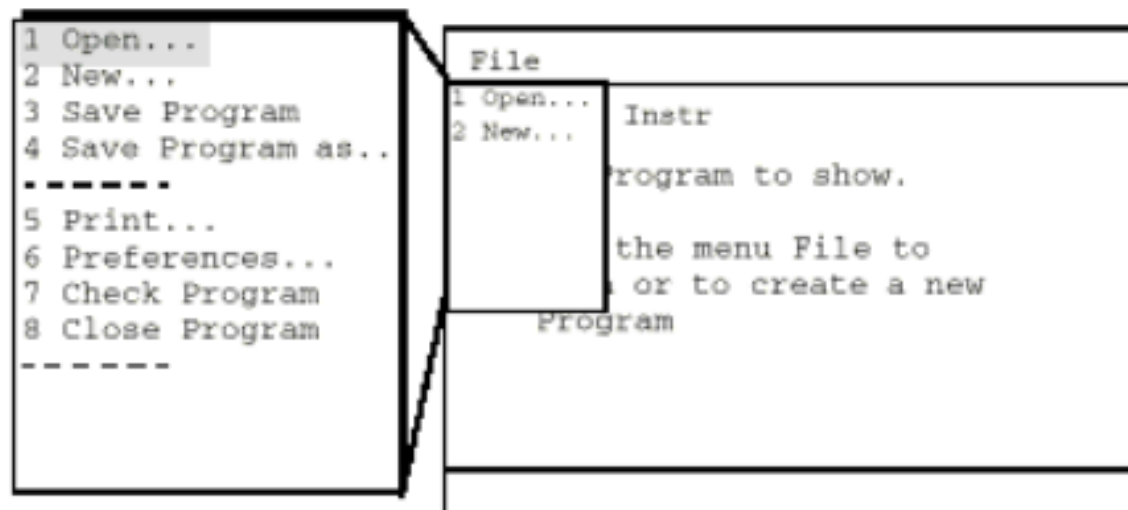 1 Open...
2 New...
3 Save Program
4 Save Program as..
5 Print...
6 Preferences...
7 Check Program
8 Close Program
File
1 Open...
2 New...
Instr
rogram to show.
the menu File to
or to create a new
Program